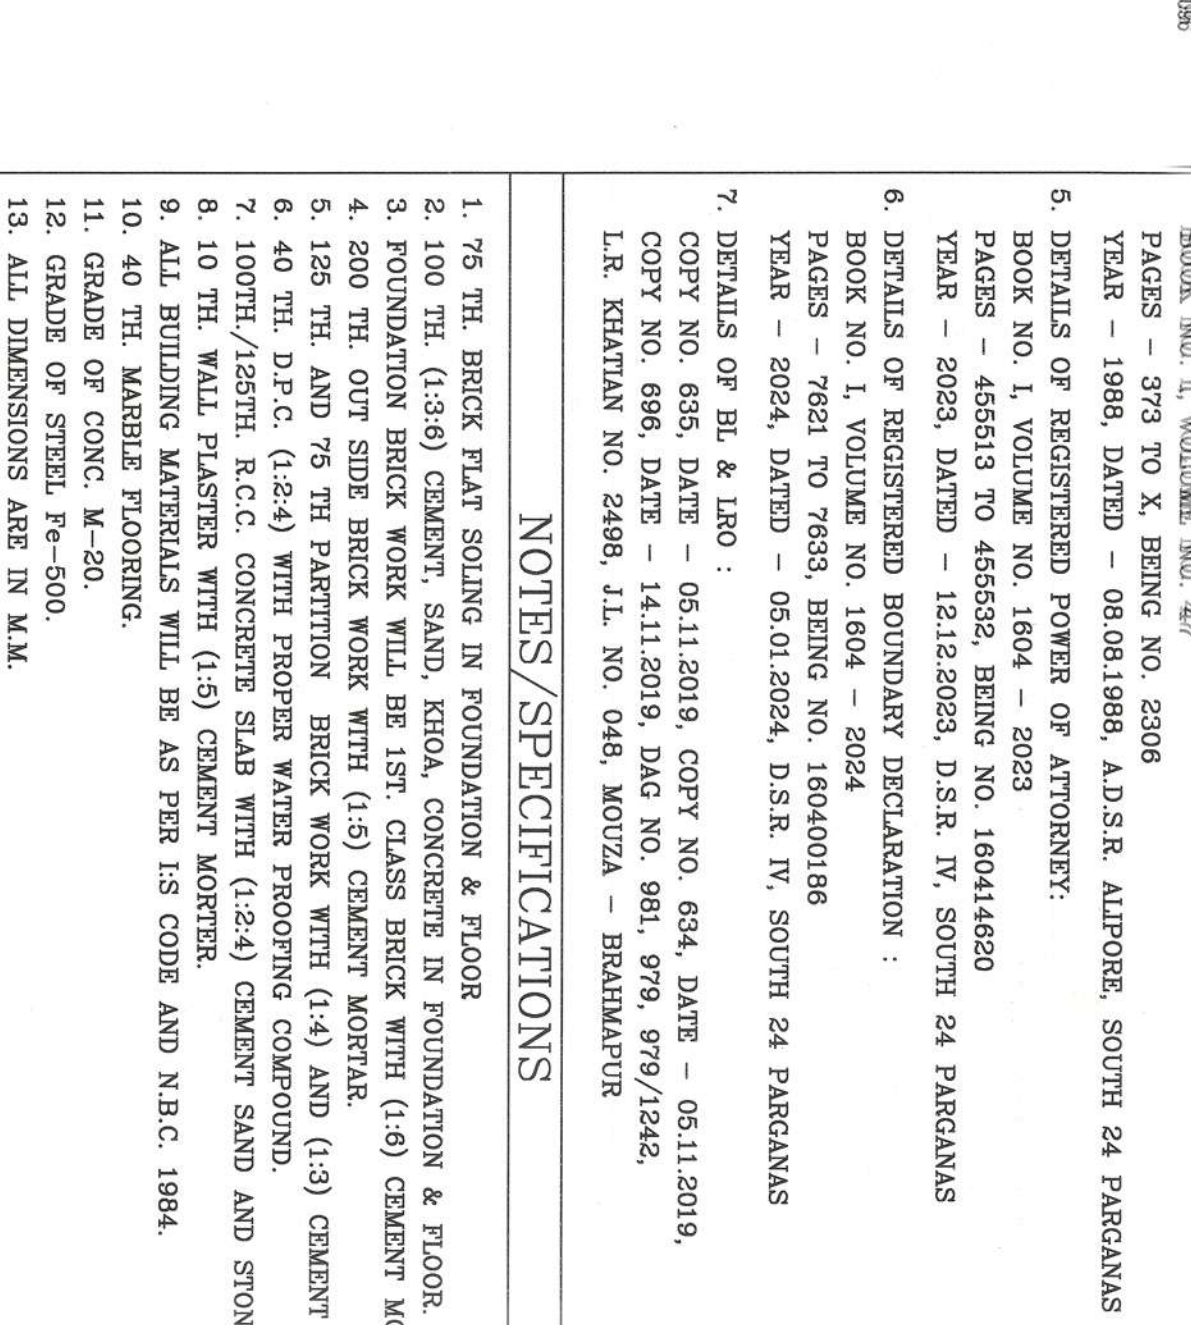 BOOK NO. I, VOLUME NO. 477
PAGES – 373 TO X, BEING NO. 2306
YEAR – 1988, DATED – 08.08.1988, A.D.S.R. ALIPORE, SOUTH 24 PARGANAS
5. DETAILS OF REGISTERED POWER OF ATTORNEY:
BOOK NO. I, VOLUME NO. 1604 – 2023
PAGES – 455513 TO 455532, BEING NO. 160414620
YEAR – 2023, DATED – 12.12.2023, D.S.R. IV, SOUTH 24 PARGANAS
6. DETAILS OF REGISTERED BOUNDARY DECLARATION :
BOOK NO. I, VOLUME NO. 1604 – 2024
PAGES – 7621 TO 7633, BEING NO. 160400186
YEAR – 2024, DATED – 05.01.2024, D.S.R. IV, SOUTH 24 PARGANAS
7. DETAILS OF BL & LRO :
COPY NO. 635, DATE – 05.11.2019, COPY NO. 634, DATE – 05.11.2019,
COPY NO. 696, DATE – 14.11.2019, DAG NO. 981, 979, 979/1242,
L.R. KHATIAN NO. 2498, J.L. NO. 048, MOUZA – BRAHMAPUR
NOTES/SPECIFICATIONS
1. 75 TH. BRICK FLAT SOLING IN FOUNDATION & FLOOR
2. 100 TH. (1:3:6) CEMENT, SAND, KHOA, CONCRETE IN FOUNDATION & FLOOR.
3. FOUNDATION BRICK WORK WILL BE 1ST. CLASS BRICK WITH (1:6) CEMENT MO
4. 200 TH. OUT SIDE BRICK WORK WITH (1:5) CEMENT MORTAR.
5. 125 TH. AND 75 TH PARTITION BRICK WORK WITH (1:4) AND (1:3) CEMENT
6. 40 TH. D.P.C. (1:2:4) WITH PROPER WATER PROOFING COMPOUND.
7. 100TH./125TH. R.C.C. CONCRETE SLAB WITH (1:2:4) CEMENT SAND AND STON
8. 10 TH. WALL PLASTER WITH (1:5) CEMENT MORTER.
9. ALL BUILDING MATERIALS WILL BE AS PER I:S CODE AND N.B.C. 1984.
10. 40 TH. MARBLE FLOORING.
11. GRADE OF CONC. M–20.
12. GRADE OF STEEL Fe–500.
13. ALL DIMENSIONS ARE IN M.M.